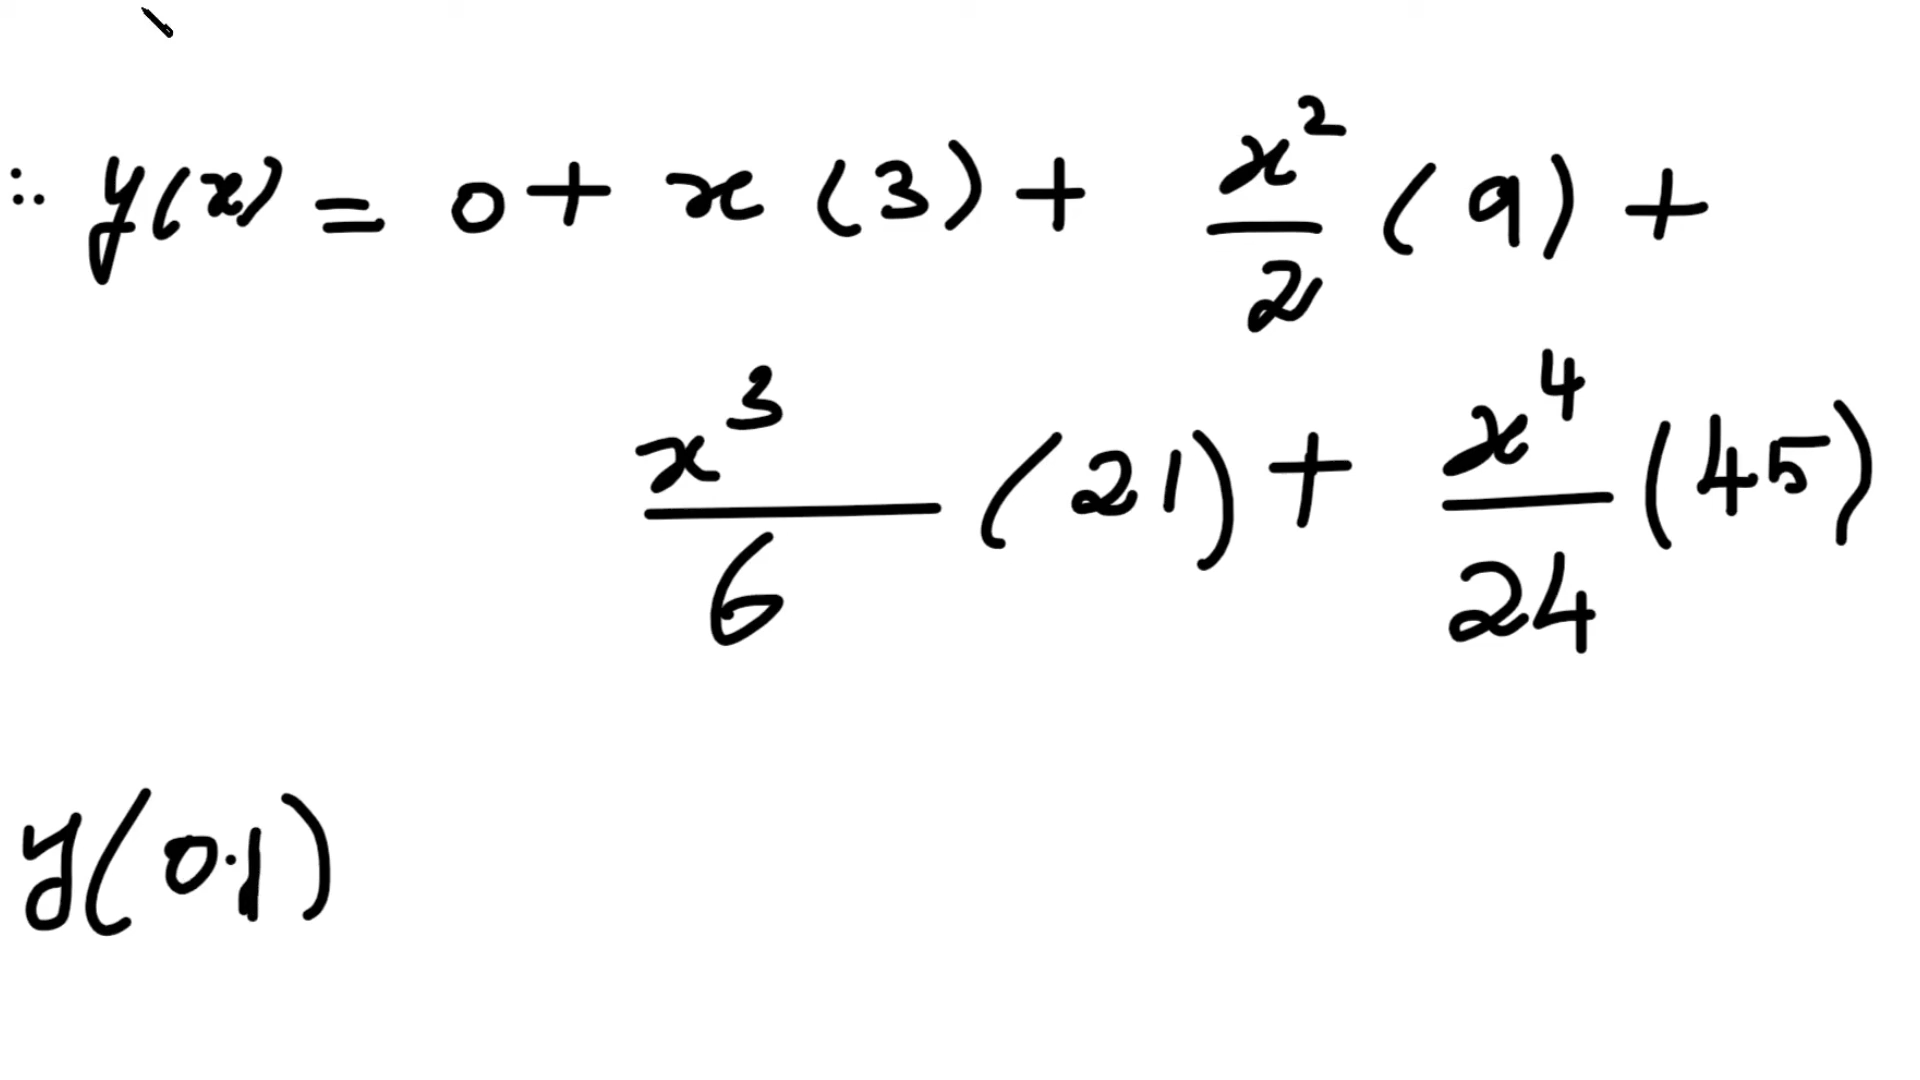 ∴ y(x) = 0 + x (3) + x²/2 (9) +
x³/6 (21) + x⁴/24 (45)
y(0.1)